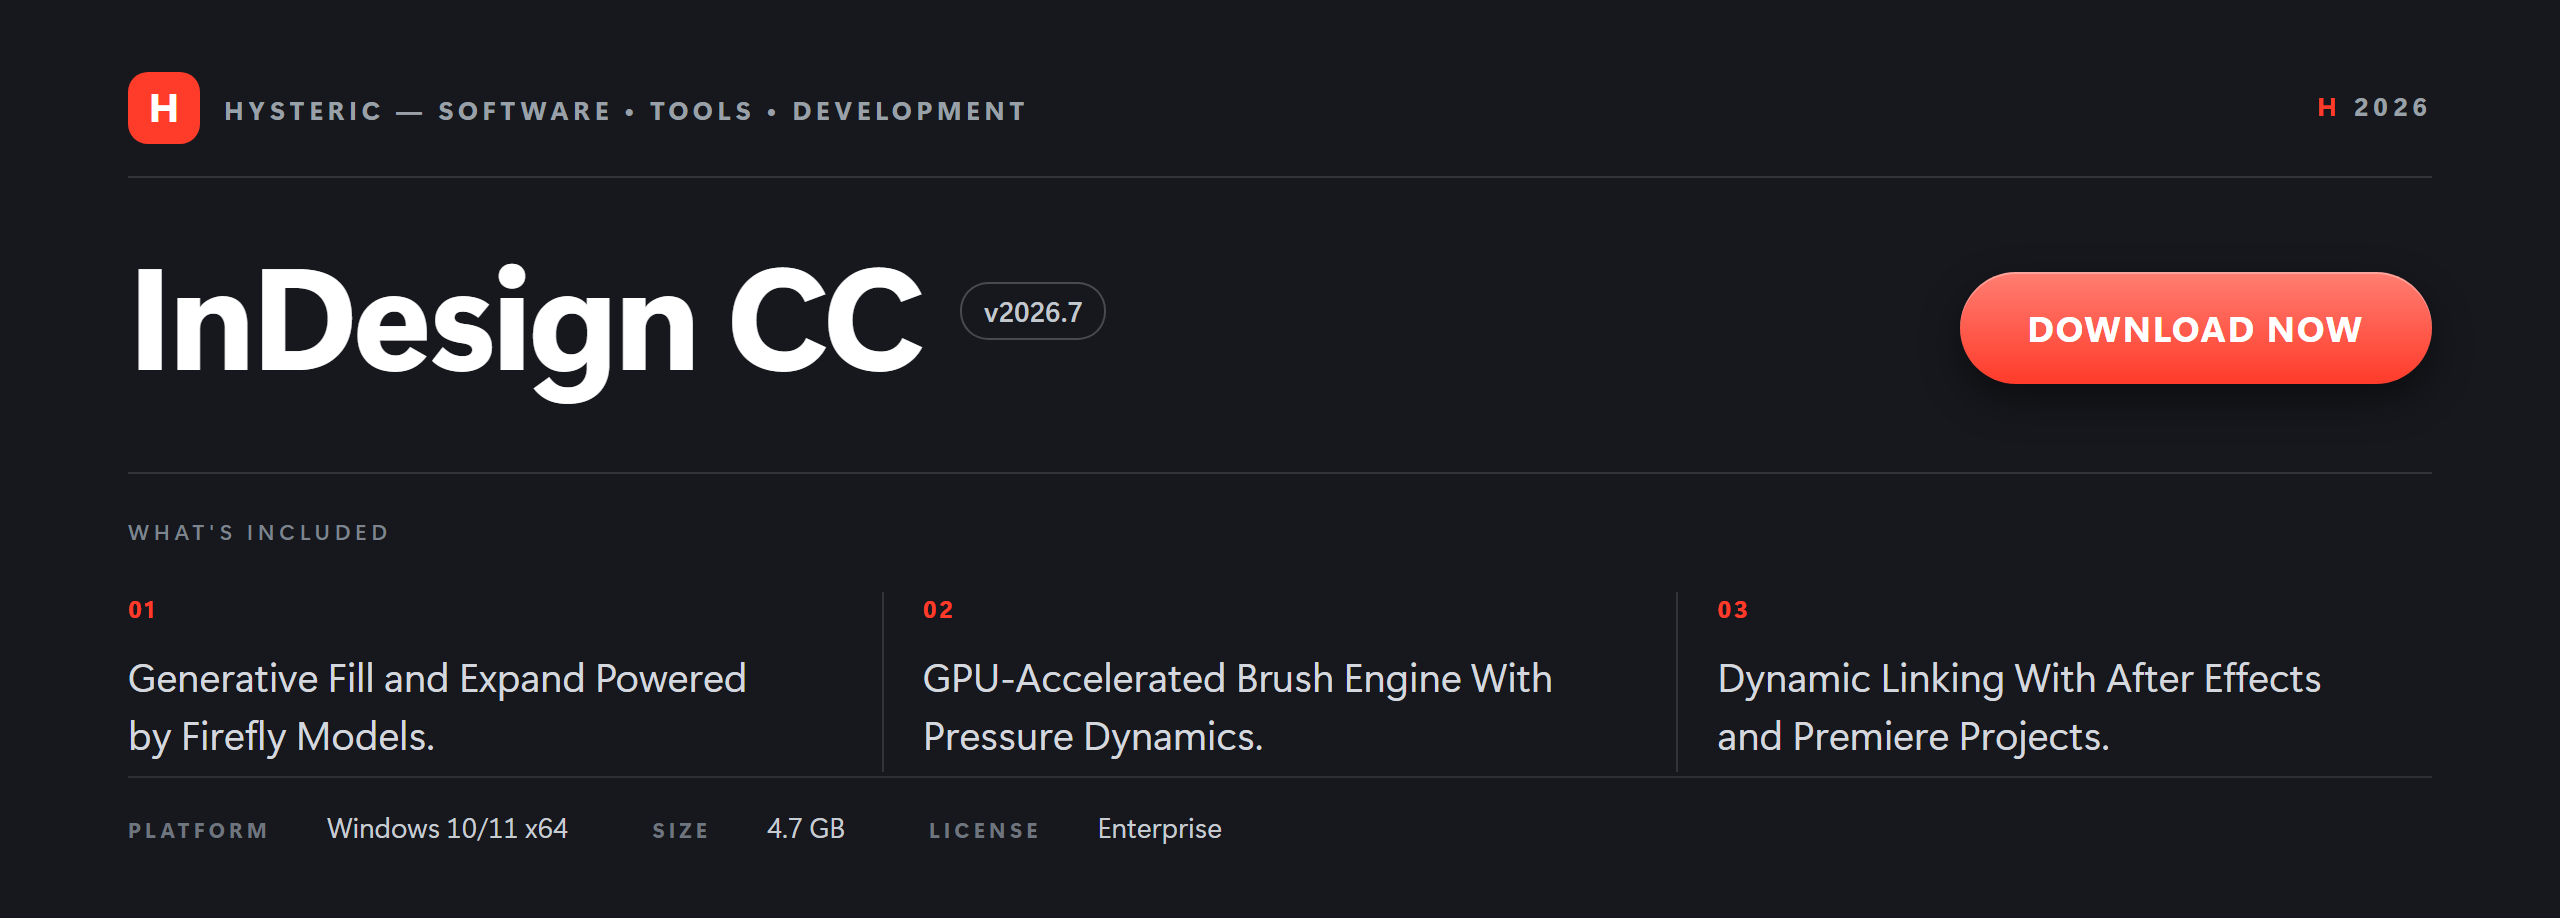 H HYSTERIC — SOFTWARE • TOOLS • DEVELOPMENT
H 2026
InDesign CC v2026.7
DOWNLOAD NOW
WHAT'S INCLUDED
01
Generative Fill and Expand Powered
by Firefly Models.
02
GPU-Accelerated Brush Engine With
Pressure Dynamics.
03
Dynamic Linking With After Effects
and Premiere Projects.
PLATFORM Windows 10/11 x64 SIZE 4.7 GB LICENSE Enterprise